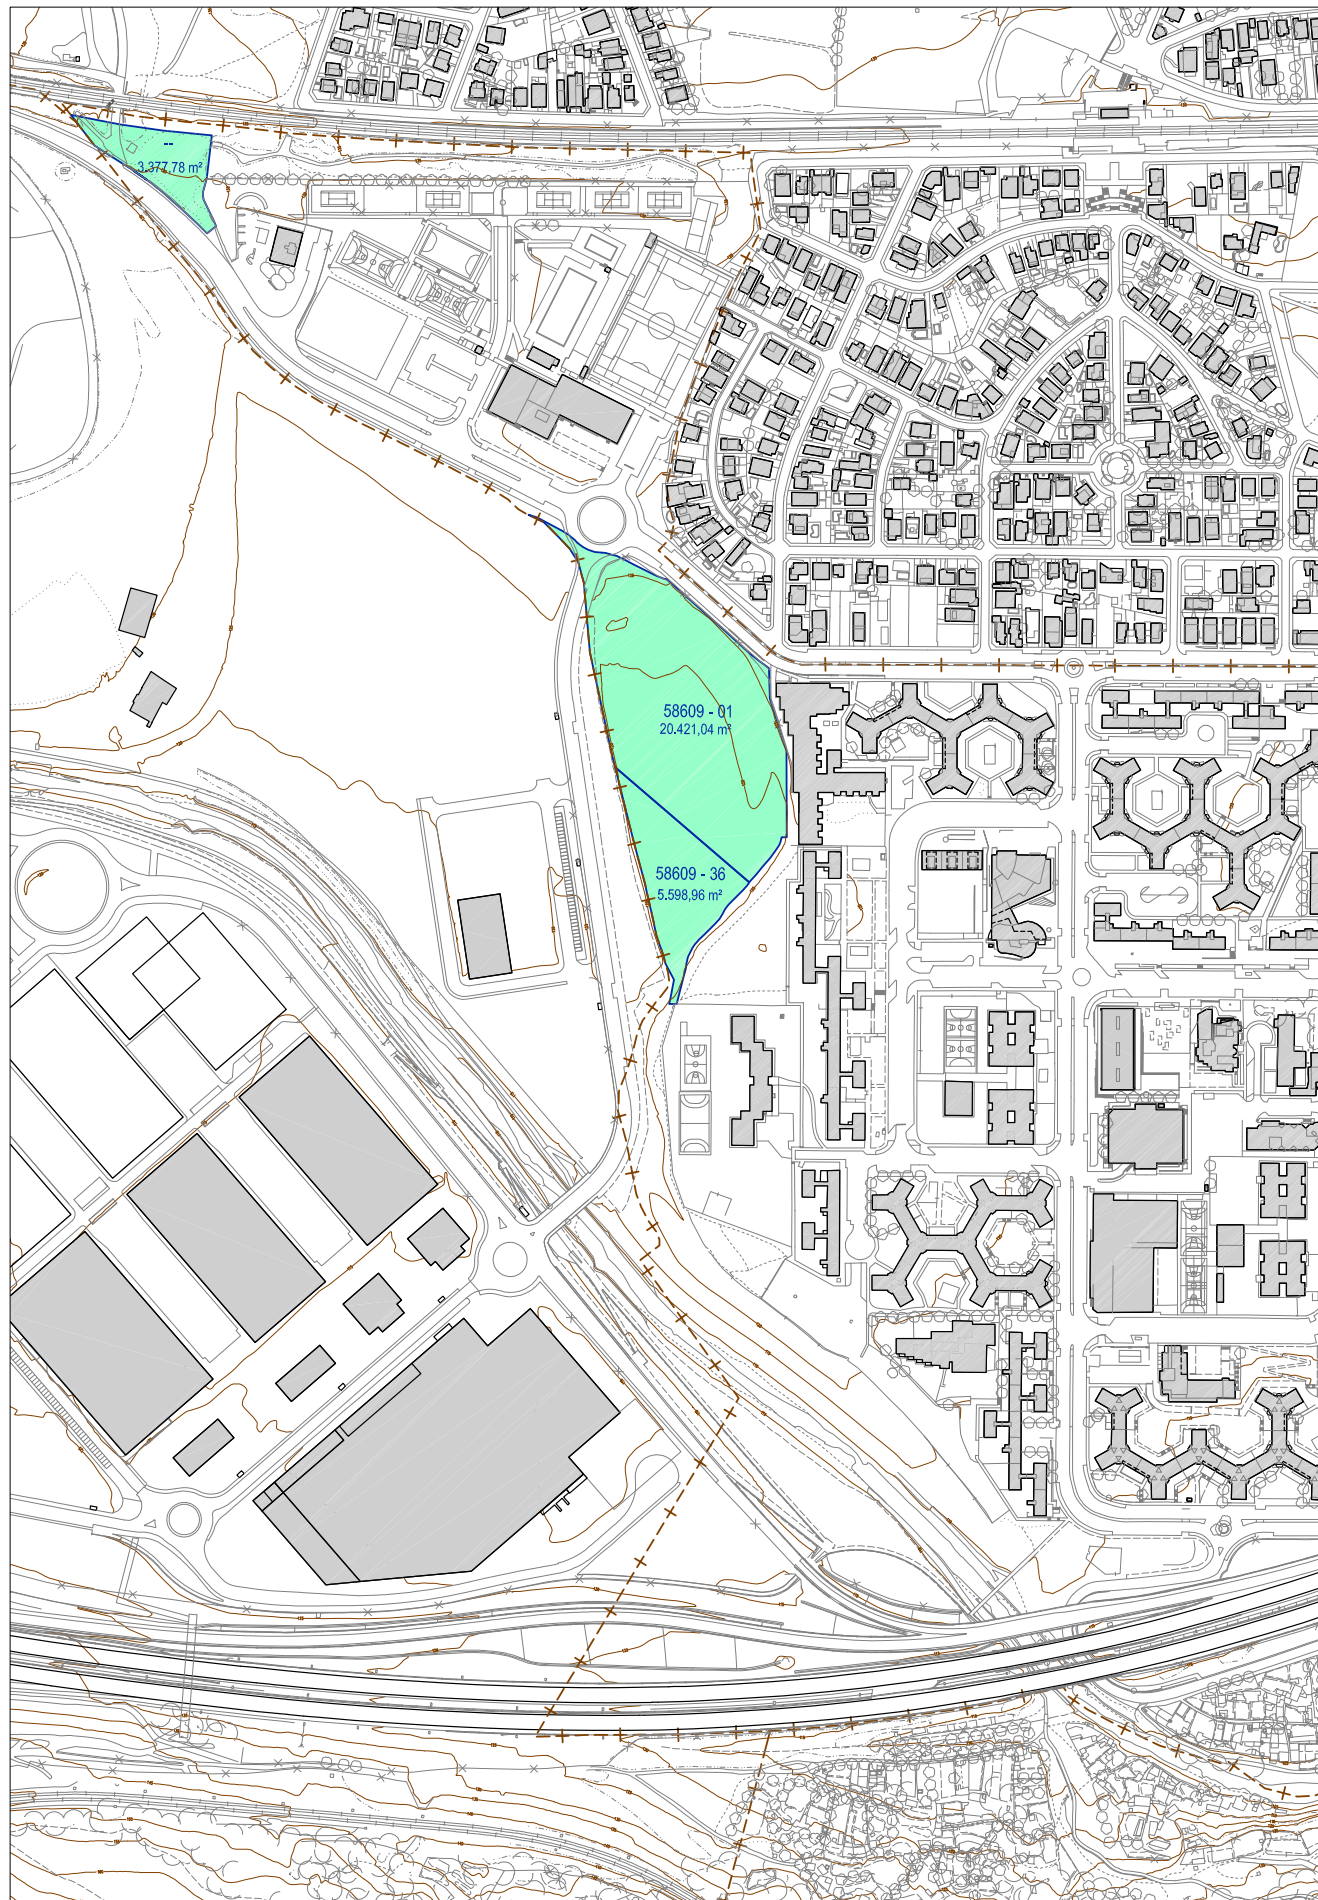 --
3.377,78 m²
58609 - 01
20.421,04 m²
58609 - 36
5.598,96 m²